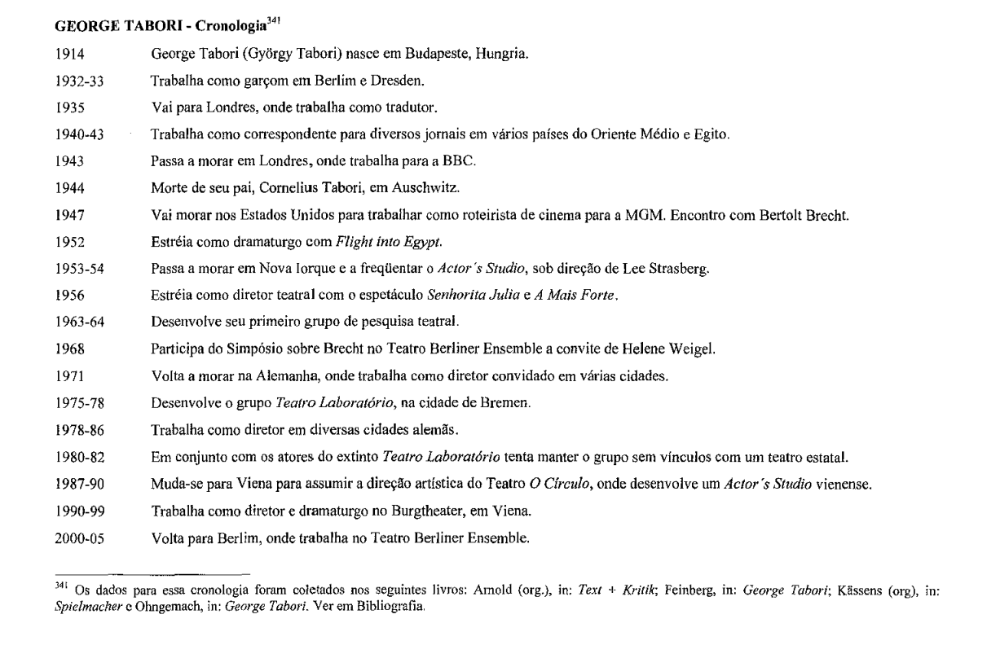 GEORGE TABORI - Cronologia³⁴¹
1914 George Tabori (György Tabori) nasce em Budapeste, Hungria.
1932-33 Trabalha como garçom em Berlim e Dresden.
1935 Vai para Londres, onde trabalha como tradutor.
1940-43 Trabalha como correspondente para diversos jornais em vários países do Oriente Médio e Egito.
1943 Passa a morar em Londres, onde trabalha para a BBC.
1944 Morte de seu pai, Cornelius Tabori, em Auschwitz.
1947 Vai morar nos Estados Unidos para trabalhar como roteirista de cinema para a MGM. Encontro com Bertolt Brecht.
1952 Estréia como dramaturgo com Flight into Egypt.
1953-54 Passa a morar em Nova Iorque e a freqüentar o Actor´s Studio, sob direção de Lee Strasberg.
1956 Estréia como diretor teatral com o espetáculo Senhorita Julia e A Mais Forte.
1963-64 Desenvolve seu primeiro grupo de pesquisa teatral.
1968 Participa do Simpósio sobre Brecht no Teatro Berliner Ensemble a convite de Helene Weigel.
1971 Volta a morar na Alemanha, onde trabalha como diretor convidado em várias cidades.
1975-78 Desenvolve o grupo Teatro Laboratório, na cidade de Bremen.
1978-86 Trabalha como diretor em diversas cidades alemãs.
1980-82 Em conjunto com os atores do extinto Teatro Laboratório tenta manter o grupo sem vínculos com um teatro estatal.
1987-90 Muda-se para Viena para assumir a direção artística do Teatro O Círculo, onde desenvolve um Actor´s Studio vienense.
1990-99 Trabalha como diretor e dramaturgo no Burgtheater, em Viena.
2000-05 Volta para Berlim, onde trabalha no Teatro Berliner Ensemble.
³⁴¹ Os dados para essa cronologia foram coletados nos seguintes livros: Arnold (org.), in: Text + Kritik; Feinberg, in: George Tabori; Kässens (org), in:
Spielmacher e Ohngemach, in: George Tabori. Ver em Bibliografia.